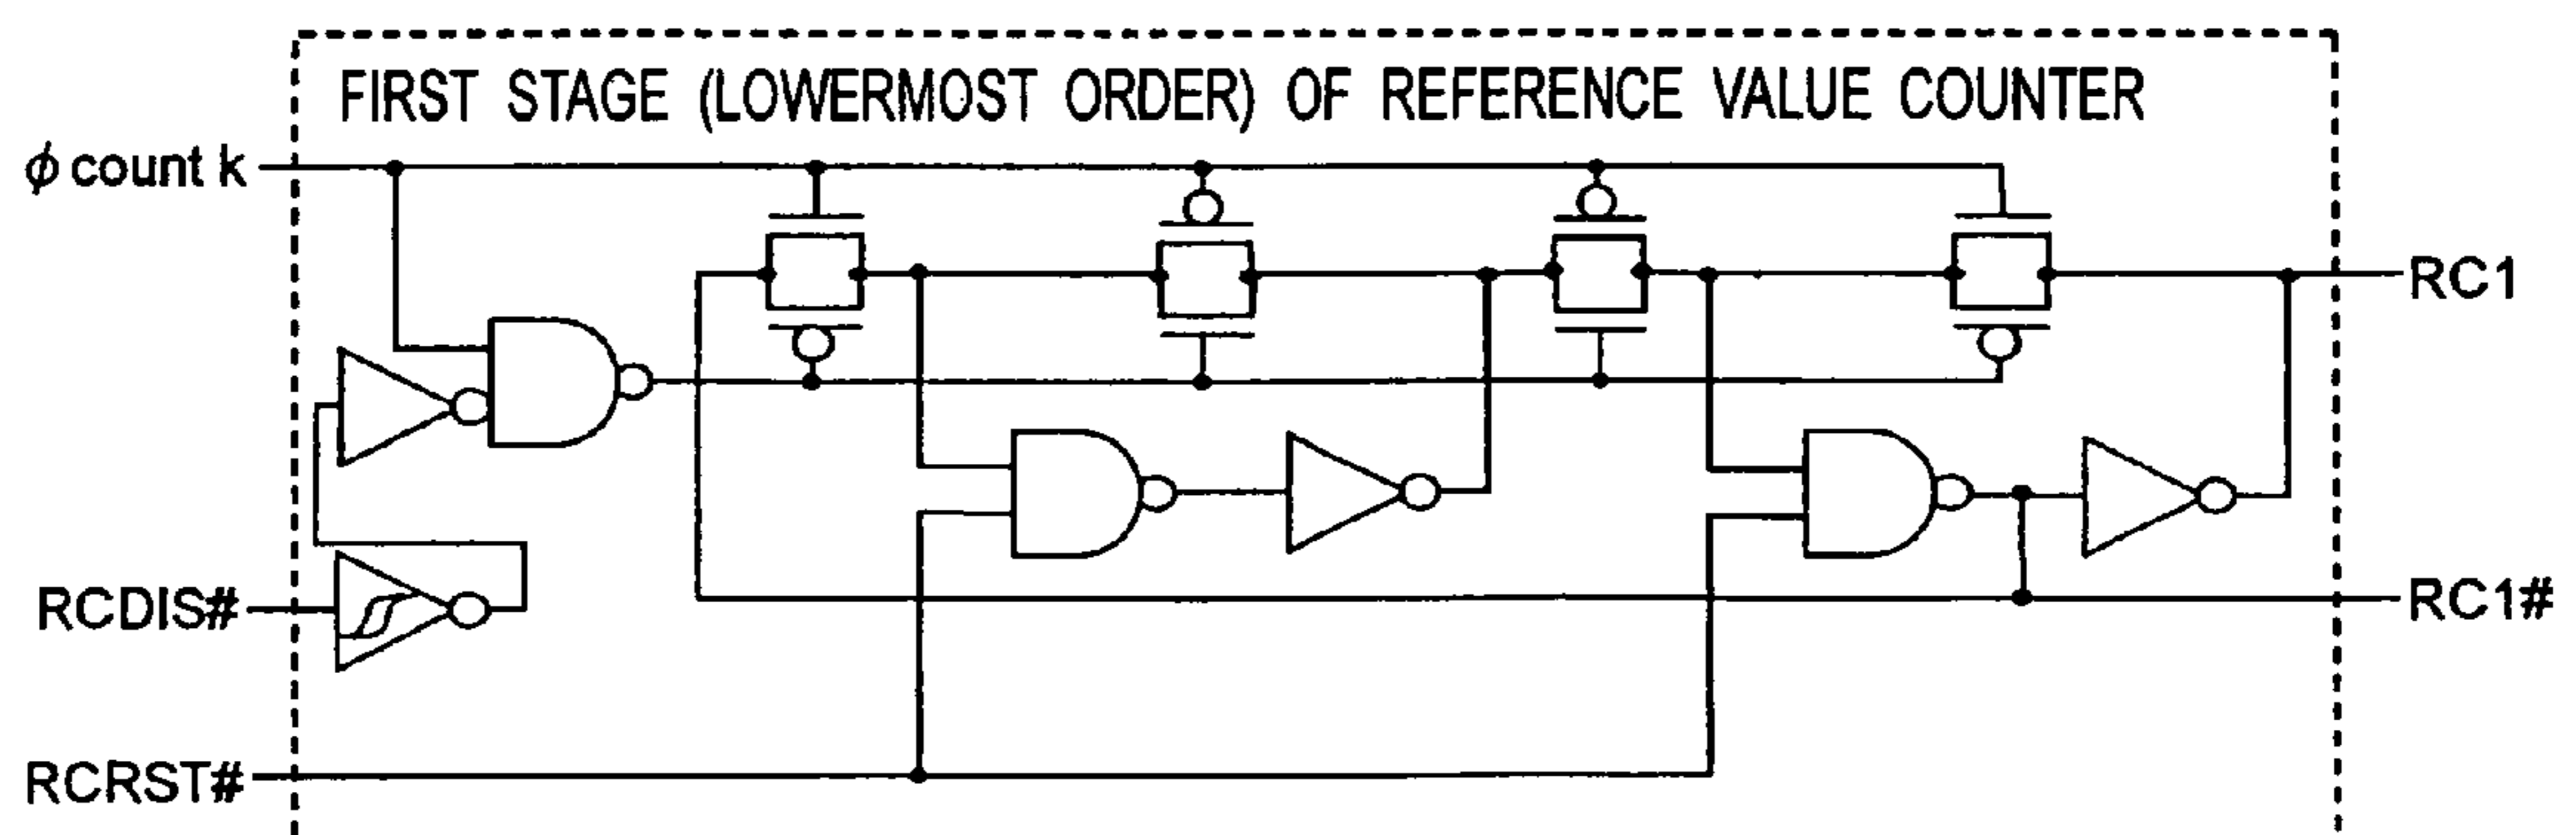 FIRST STAGE (LOWERMOST ORDER) OF REFERENCE VALUE COUNTER
ϕ count k
RC1
RCDIS#
RC1#
RCRST#